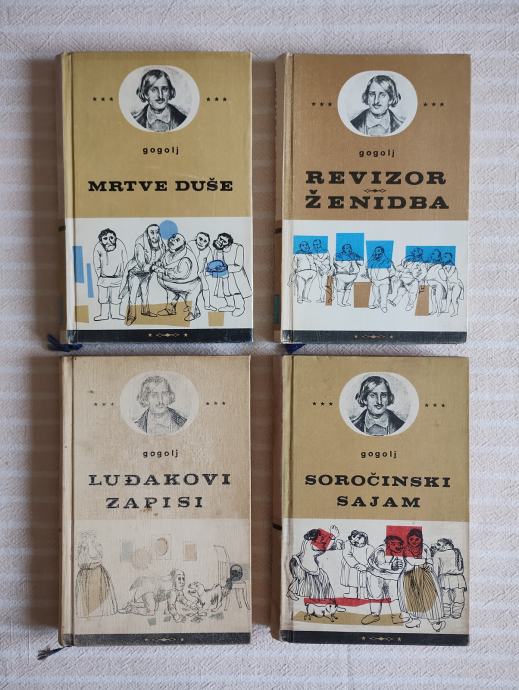 gogolj
MRTVE DUŠE
gogolj
REVIZOR
ŽENIDBA
gogolj
LUĐAKOVI
ZAPISI
gogolj
SOROČINSKI
SAJAM